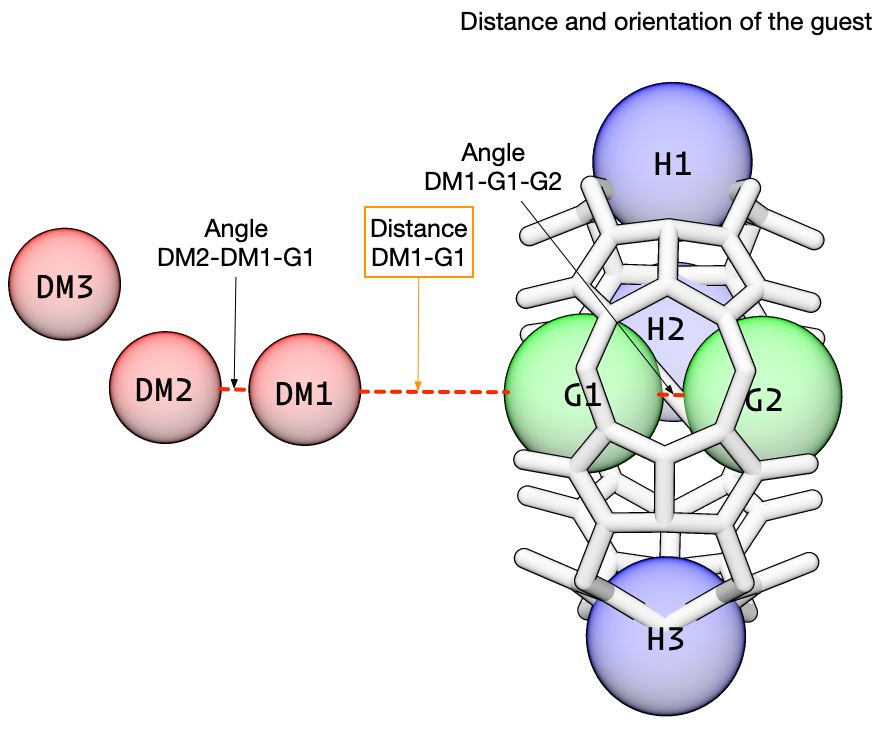 Distance and orientation of the guest
H1
Angle
DM1-G1-G2
Angle
DM2-DM1-G1
Distance
DM1-G1
DM3
H2
DM2
DM1
G1
G2
H3